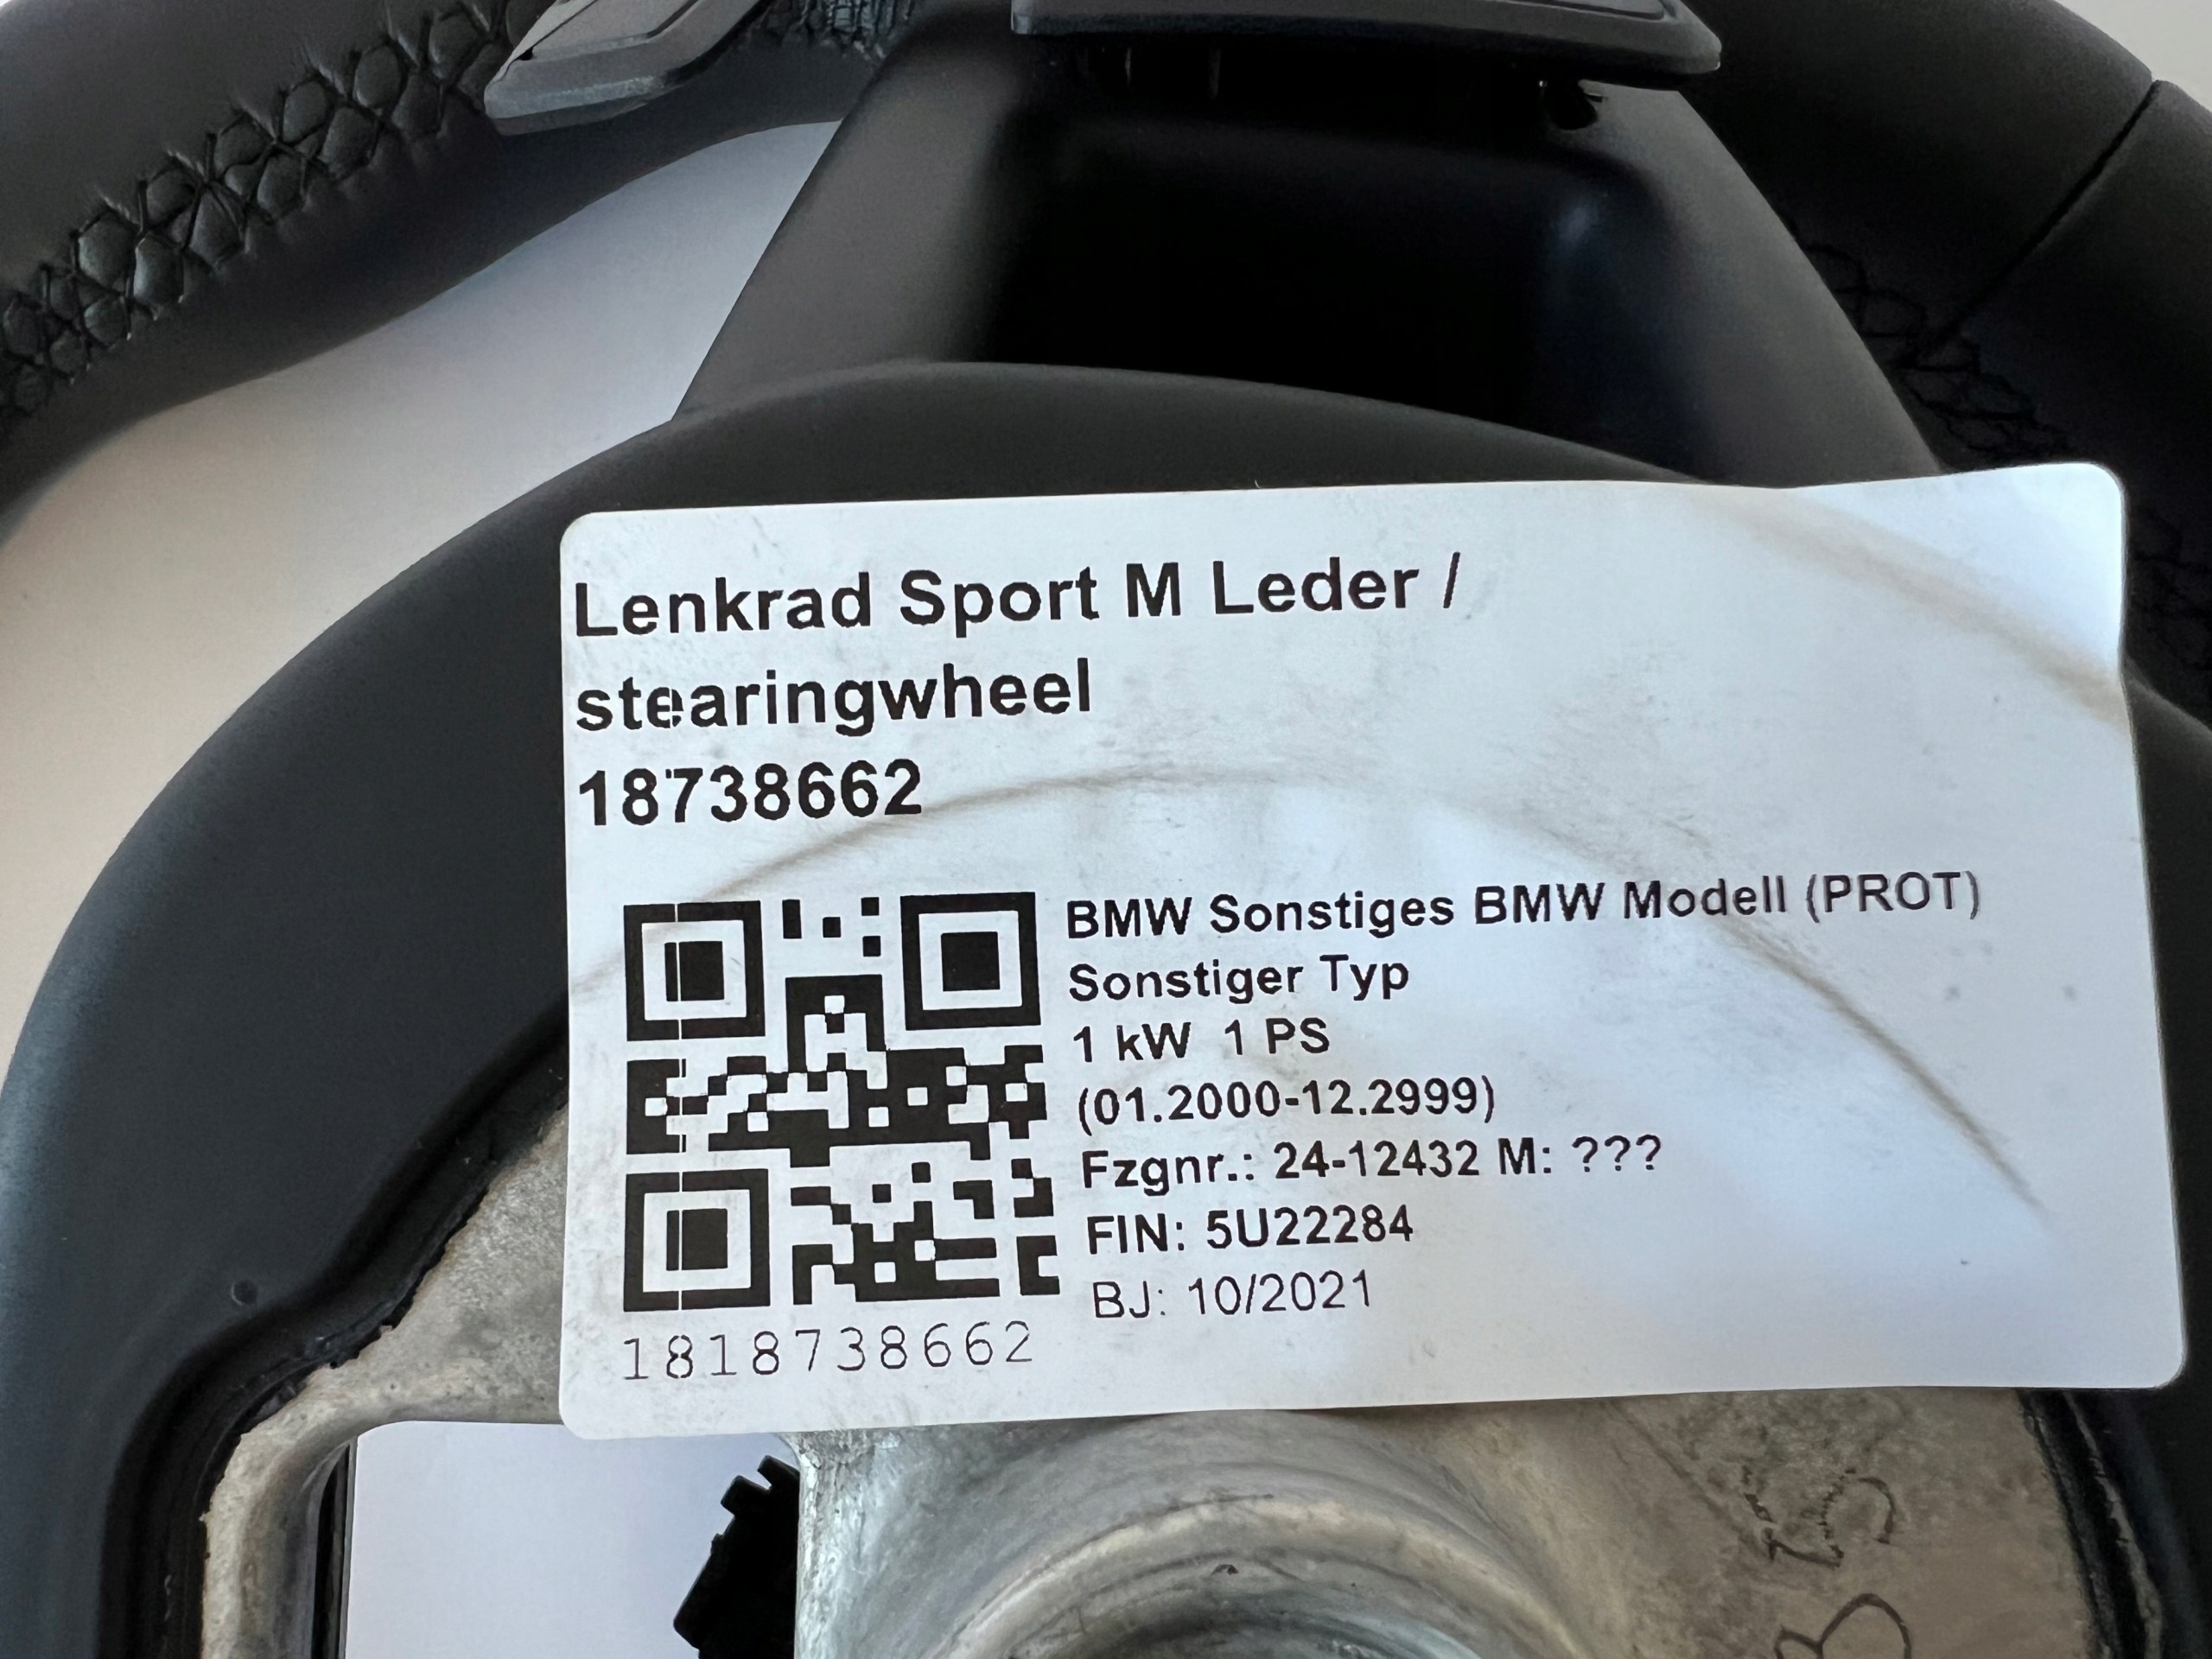 Lenkrad Sport M Leder /
stearingwheel
18738662
BMW Sonstiges BMW Modell (PROT)
Sonstiger Typ
1 kW 1 PS
(01.2000-12.2999)
Fzgnr.: 24-12432 M: ???
FIN: 5U22284
BJ: 10/2021
1818738662